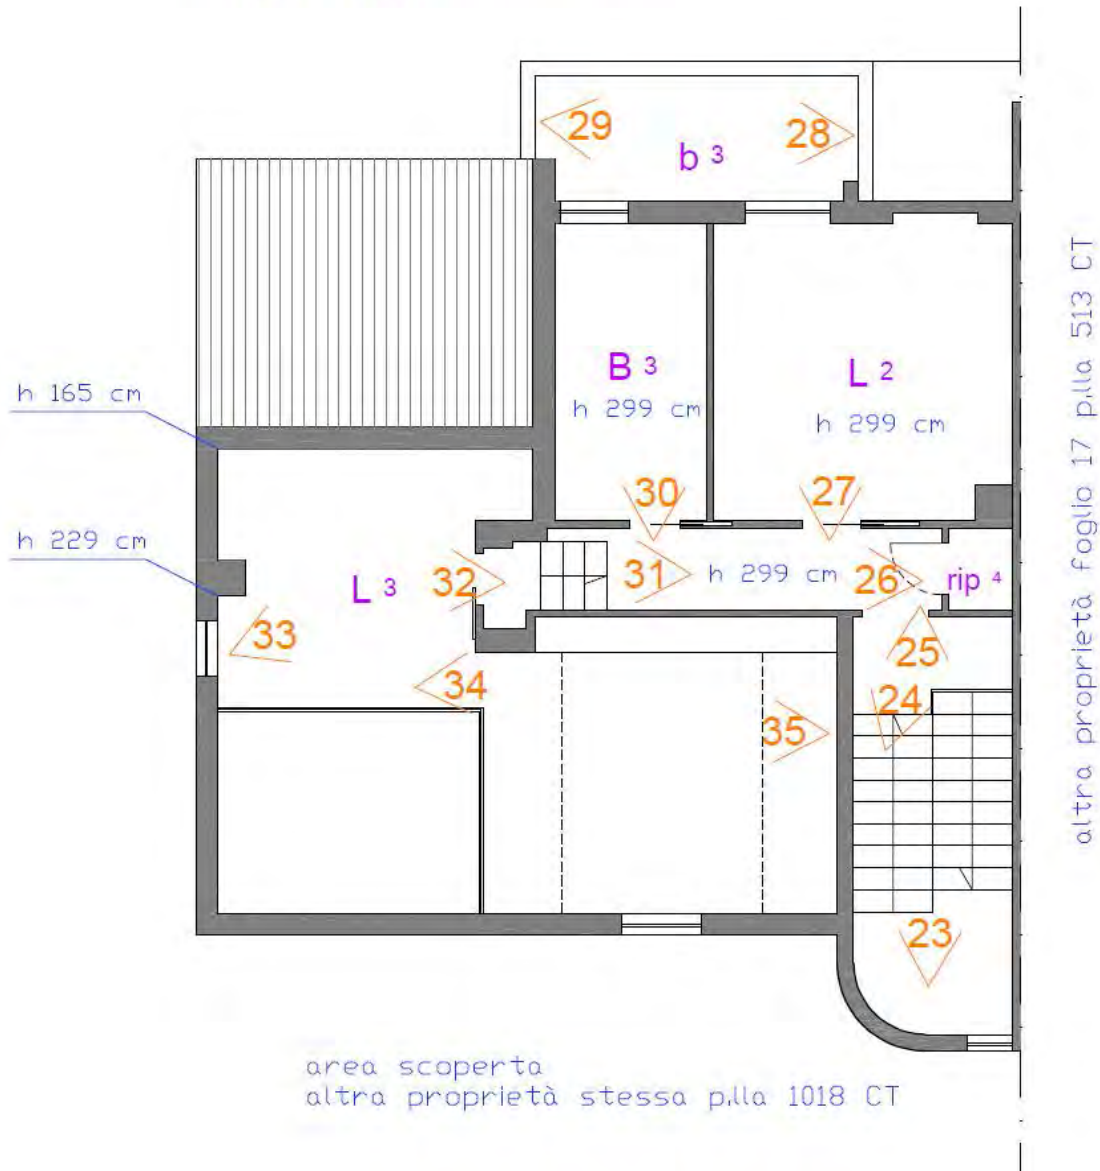 29
28
b 3
h 165 cm
B 3
h 299 cm
L 2
h 299 cm
h 229 cm
30
27
L 3
32
31
h 299 cm
26
rip 4
33
25
34
24
35
23
altra proprietà foglio 17 p.lla 513 CT
area scoperta
altra proprietà stessa p.lla 1018 CT